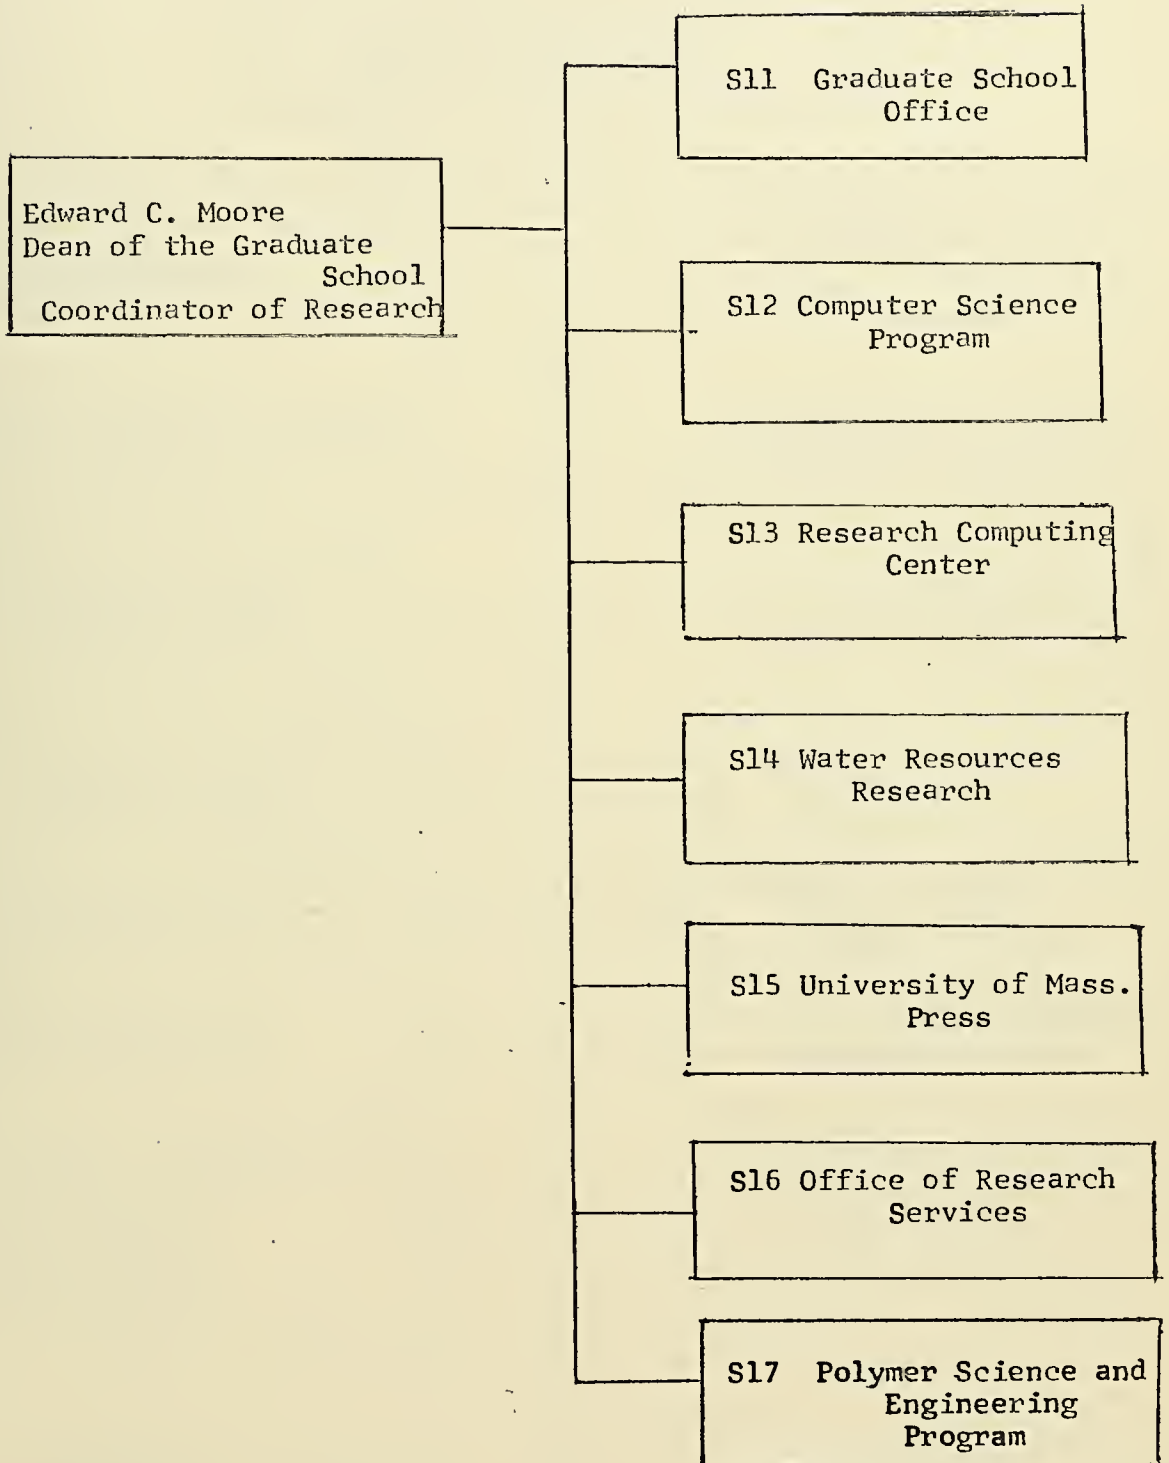 S11 Graduate School
Office
Edward C. Moore
Dean of the Graduate
School
Coordinator of Research
S12 Computer Science
Program
S13 Research Computing
Center
S14 Water Resources
Research
S15 University of Mass.
Press
S16 Office of Research
Services
S17 Polymer Science and
Engineering
Program